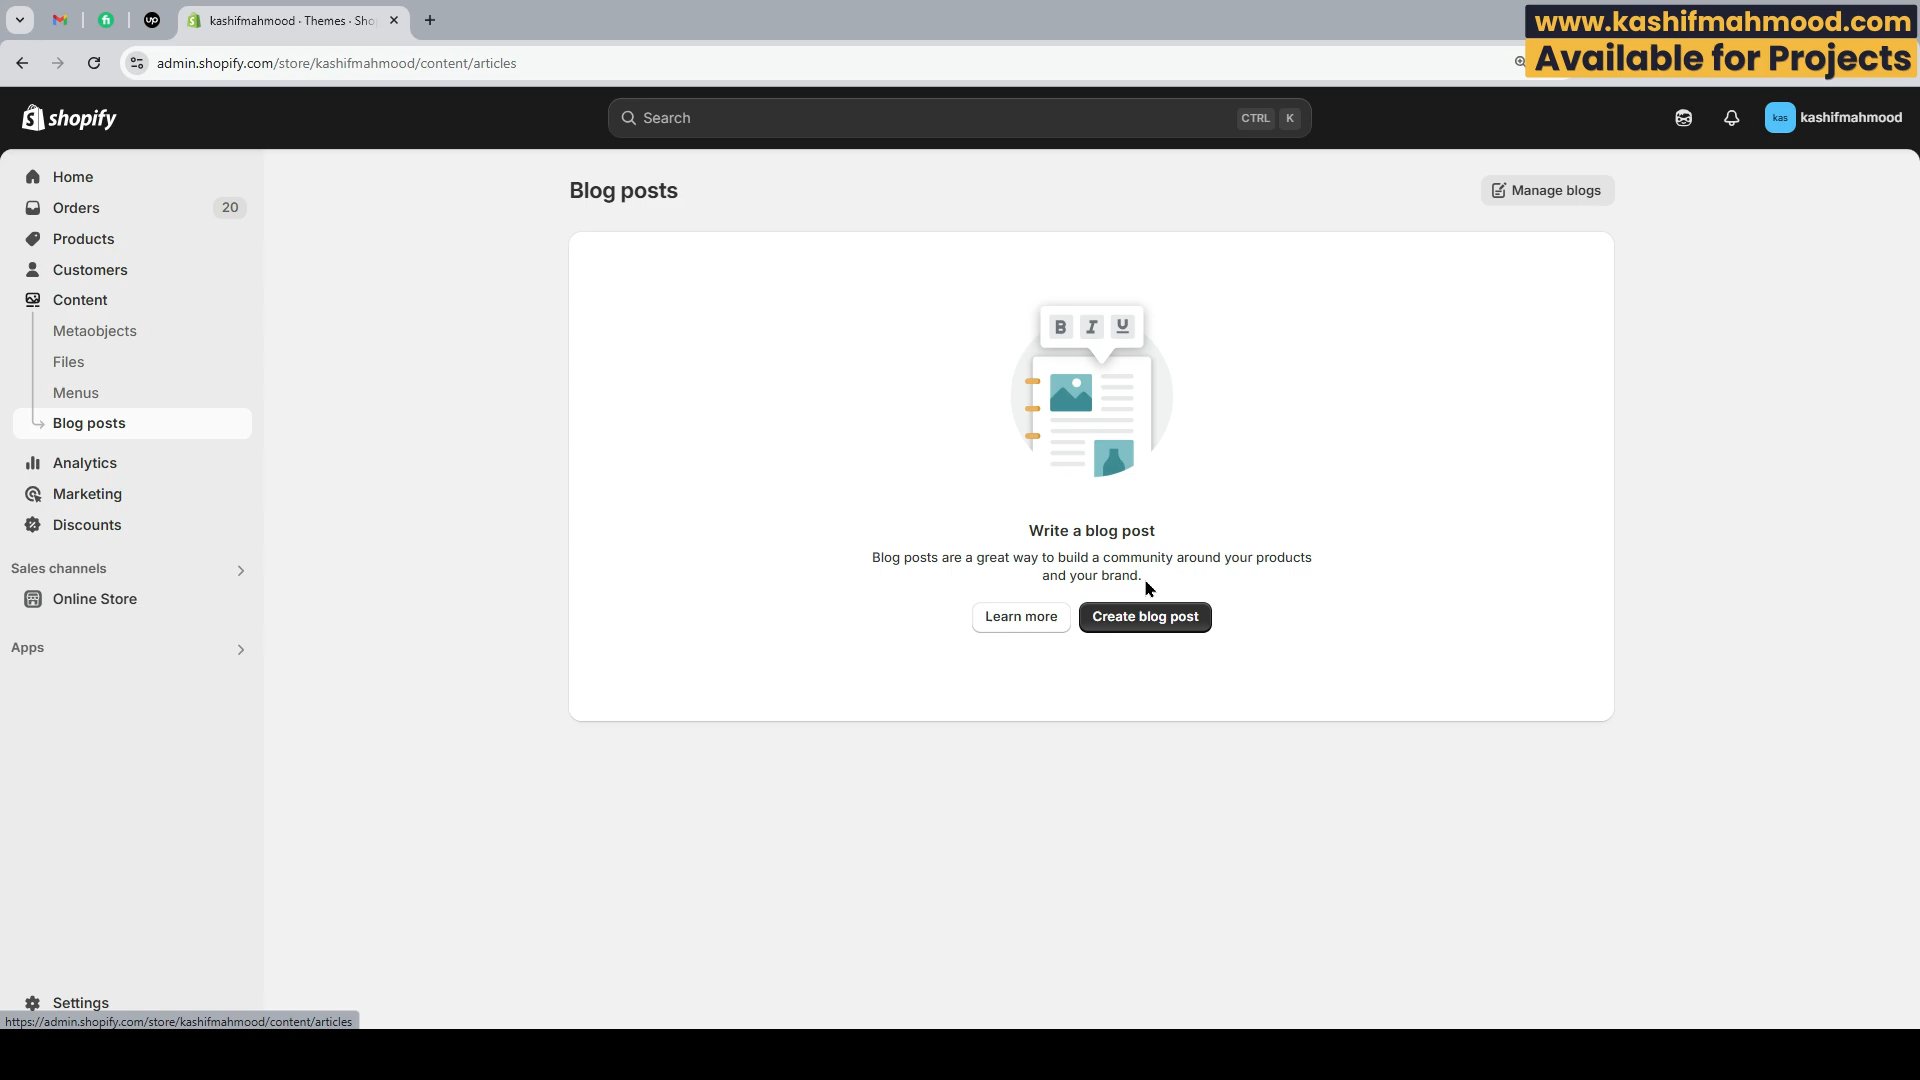 kashifmahmood · Themes · Sho
www.kashifmahmood.com
admin.shopify.com/store/kashifmahmood/content/articles
Available for Projects
shopify
Search
CTRL K
kas
kashifmahmood
Home
Orders
20
Products
Customers
Content
Metaobjects
Files
Menus
Blog posts
Analytics
Marketing
Discounts
Sales channels
Online Store
Apps
Settings
https://admin.shopify.com/store/kashifmahmood/content/articles
Blog posts
Manage blogs
B I U
Write a blog post
Blog posts are a great way to build a community around your products
and your brand.
Learn more
Create blog post